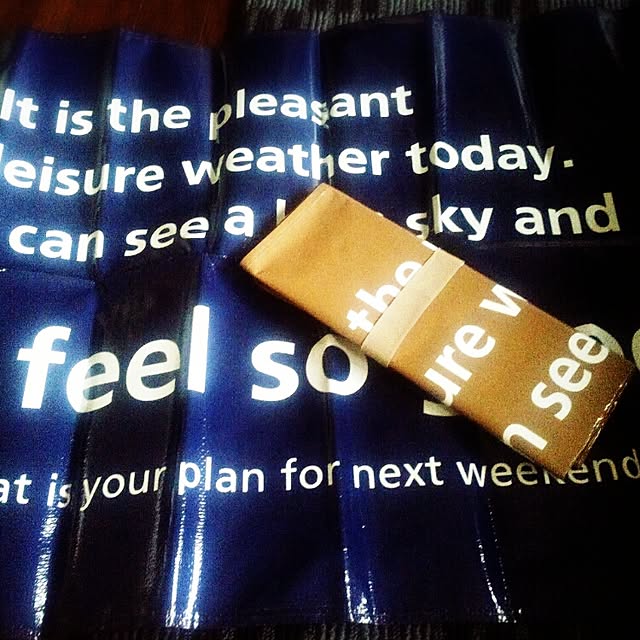 It is the pleasant
leisure weather today.
can see a sky and
feel so
is your plan for next weekend
the
ure w
n see